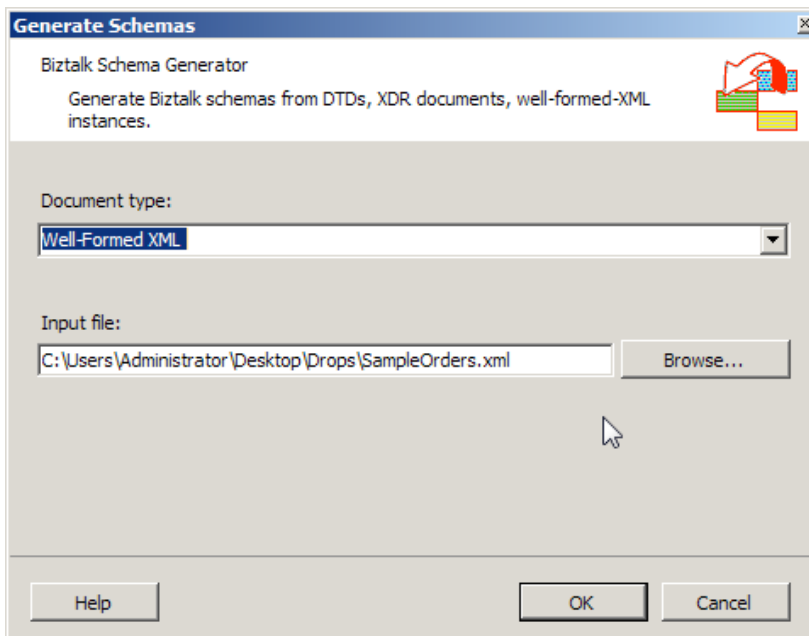 Generate Schemas
Biztalk Schema Generator
Generate Biztalk schemas from DTDs, XDR documents, well-formed-XML
instances.
Document type:
Well-Formed XML
Input file:
C:\Users\Administrator\Desktop\Drops\SampleOrders.xml
Browse...
Help
OK
Cancel